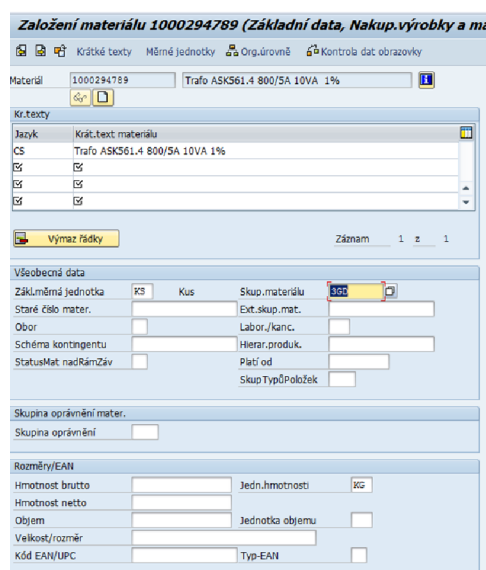 Založení materiálu 1000294789 (Základní data, Nakup.výrobky a ma
Krátké texty Měrné jednotky Org.úrovně Kontrola dat obrazovky
Materiál 1000294789 Trafo ASK561.4 800/5A 10VA 1%
Kr.texty
Jazyk Krát.text materiálu
CS Trafo ASK561.4 800/5A 10VA 1%
Výmaz řádky Záznam 1 z 1
Všeobecná data
Zákl.měrná jednotka KS Kus Skup.materiálu 3GD
Staré číslo mater. Ext.skup.mat.
Obor Labor./kanc.
Schéma kontingentu Hierar.produk.
StatusMat nadRámZáv Platí od
SkupTypůPoložek
Skupina oprávnění mater.
Skupina oprávnění
Rozměry/EAN
Hmotnost brutto Jedn.hmotnosti KG
Hmotnost netto
Objem Jednotka objemu
Velikost/rozměr
Kód EAN/UPC Typ-EAN